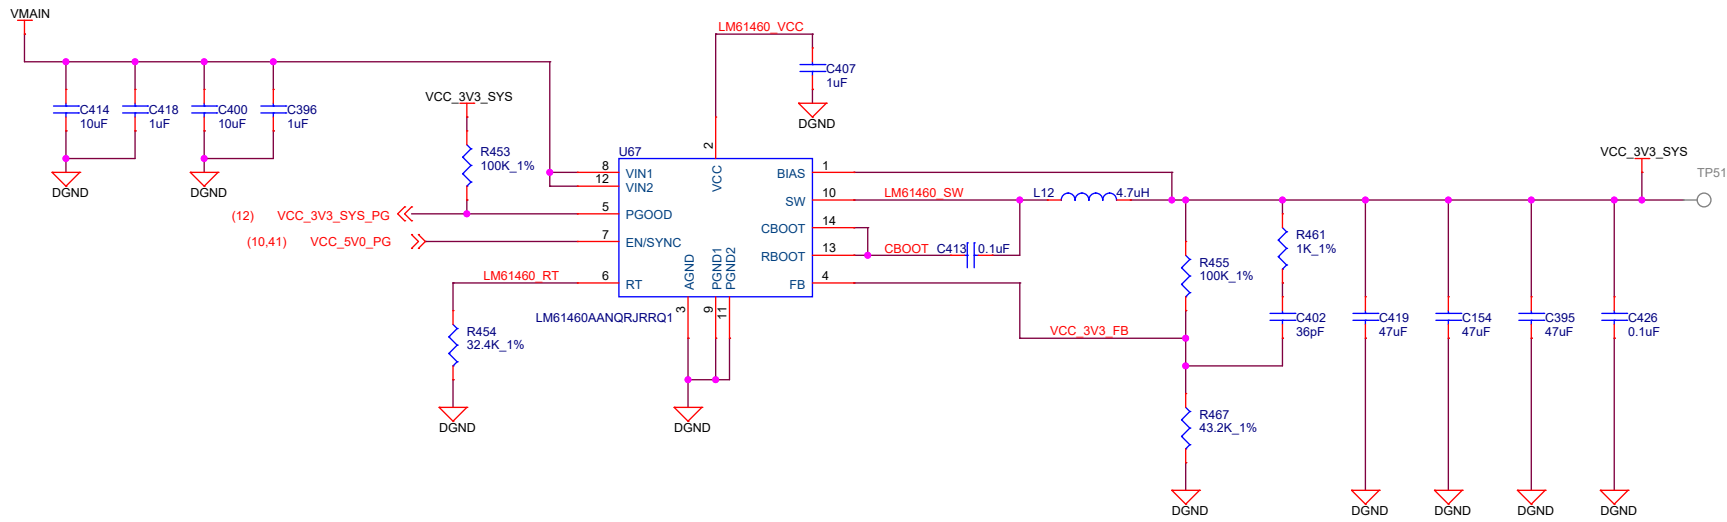 VMAIN
LM61460_VCC
C407
1uF
DGND
C414
10uF
C418
1uF
C400
10uF
C396
1uF
DGND
DGND
VCC_3V3_SYS
R453
100K_1%
U67
2
VCC
8
VIN1
12
VIN2
5
PGOOD
7
EN/SYNC
6
RT
1
BIAS
10
SW
14
CBOOT
13
RBOOT
4
FB
AGND
PGND1
PGND2
3
9
11
LM61460AANQRJRRQ1
(12)
VCC_3V3_SYS_PG
(10,41)
VCC_5V0_PG
LM61460_RT
R454
32.4K_1%
DGND
DGND
LM61460_SW
L12
4.7uH
CBOOT
C413
0.1uF
VCC_3V3_FB
R455
100K_1%
R461
1K_1%
C402
36pF
R467
43.2K_1%
DGND
C419
47uF
C154
47uF
C395
47uF
C426
0.1uF
DGND
DGND
DGND
DGND
VCC_3V3_SYS
TP51